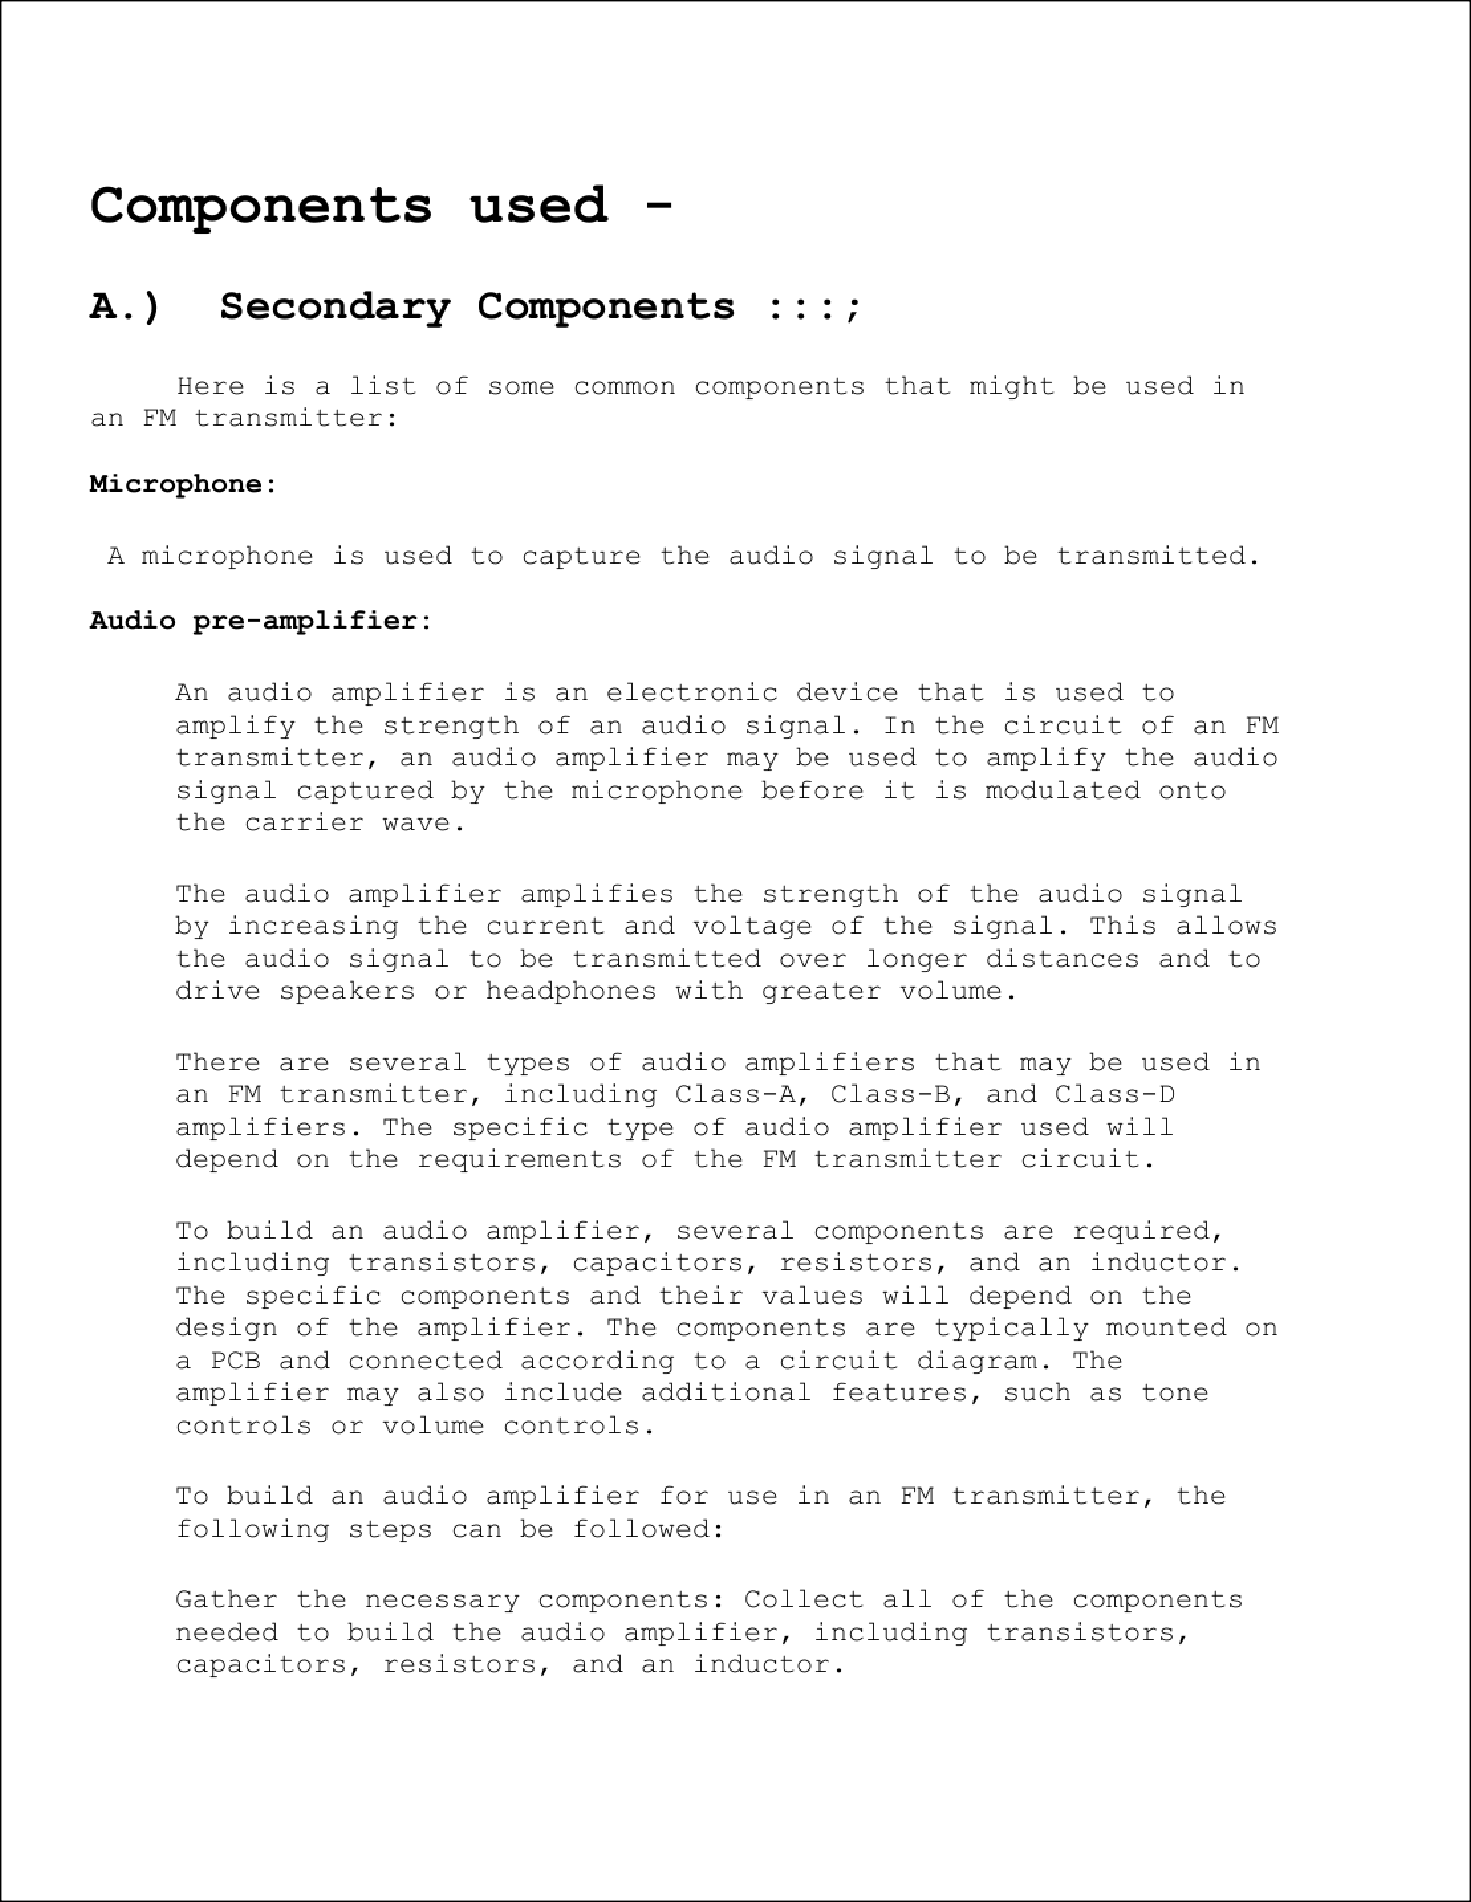 Components used -
A.) Secondary Components :::;
Here is a list of some common components that might be used in
an FM transmitter:
Microphone:
A microphone is used to capture the audio signal to be transmitted.
Audio pre-amplifier:
An audio amplifier is an electronic device that is used to
amplify the strength of an audio signal. In the circuit of an FM
transmitter, an audio amplifier may be used to amplify the audio
signal captured by the microphone before it is modulated onto
the carrier wave.
The audio amplifier amplifies the strength of the audio signal
by increasing the current and voltage of the signal. This allows
the audio signal to be transmitted over longer distances and to
drive speakers or headphones with greater volume.
There are several types of audio amplifiers that may be used in
an FM transmitter, including Class-A, Class-B, and Class-D
amplifiers. The specific type of audio amplifier used will
depend on the requirements of the FM transmitter circuit.
To build an audio amplifier, several components are required,
including transistors, capacitors, resistors, and an inductor.
The specific components and their values will depend on the
design of the amplifier. The components are typically mounted on
a PCB and connected according to a circuit diagram. The
amplifier may also include additional features, such as tone
controls or volume controls.
To build an audio amplifier for use in an FM transmitter, the
following steps can be followed:
Gather the necessary components: Collect all of the components
needed to build the audio amplifier, including transistors,
capacitors, resistors, and an inductor.